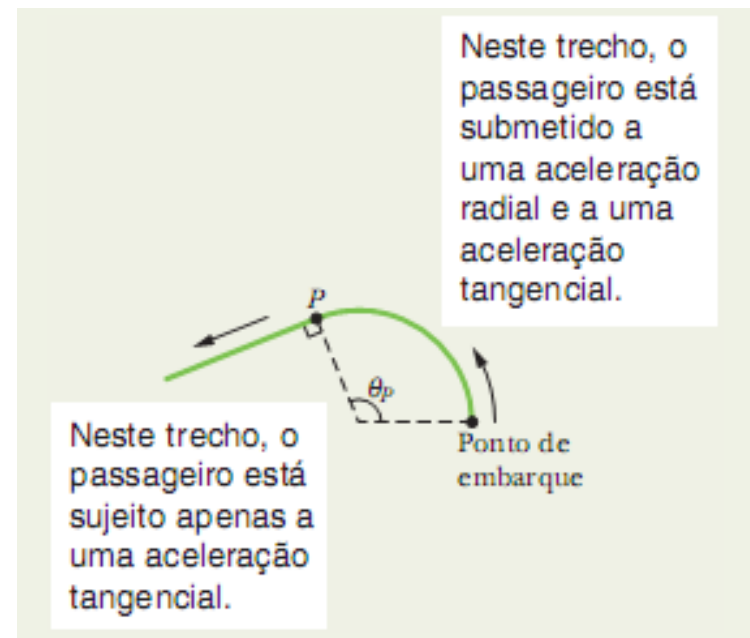 Neste trecho, o
passageiro está
submetido a
uma aceleração
radial e a uma
aceleração
tangencial.
P
θP
Ponto de
embarque
Neste trecho, o
passageiro está
sujeito apenas a
uma aceleração
tangencial.